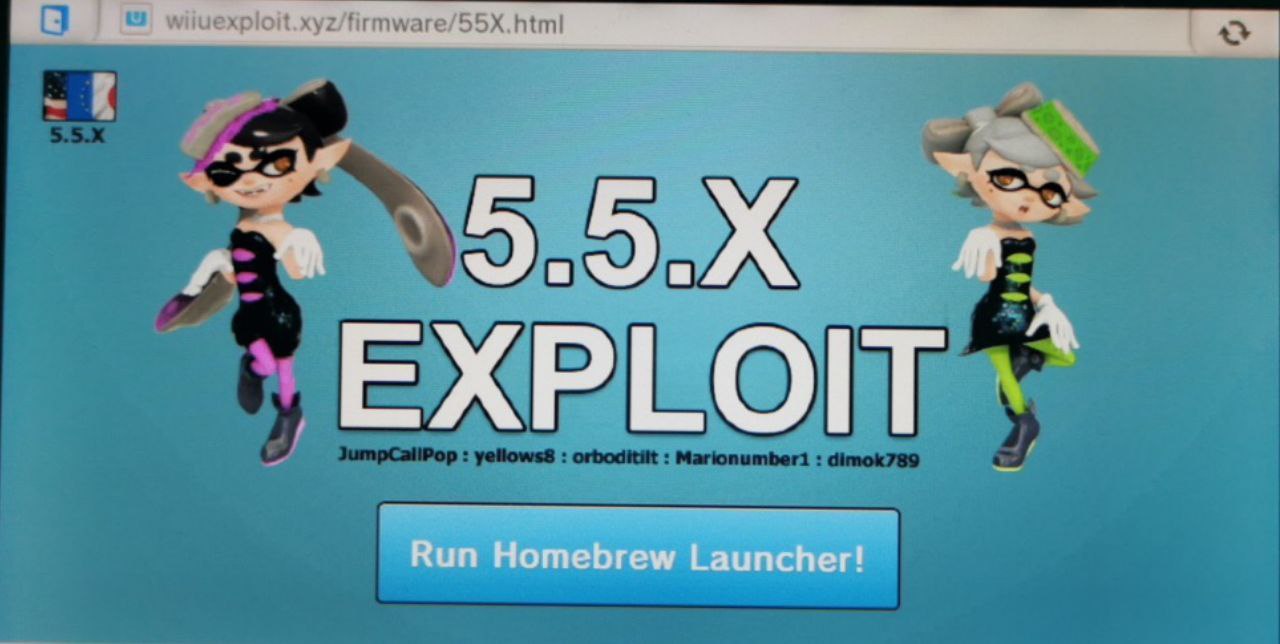 wiiuexploit.xyz/firmware/55X.html
5.5.X
5.5.X
EXPLOIT
JumpCallPop : yellows8 : orboditilt : Marionumber1 : dimok789
Run Homebrew Launcher!